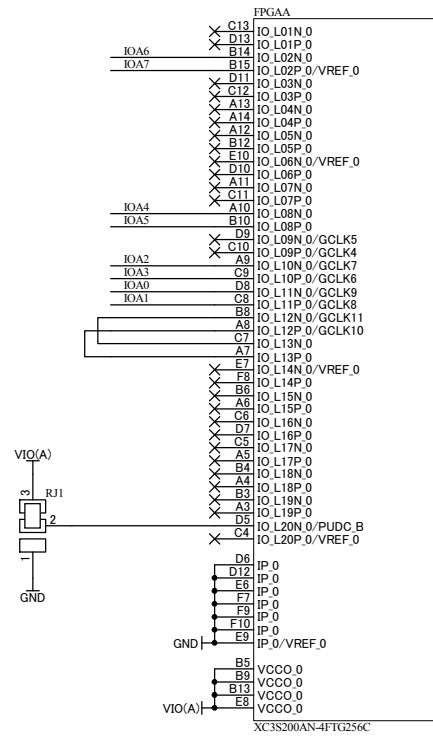 FPGAA
C13 IO_L01N_0
D13 IO_L01P_0
IOA6 B14 IO_L02N_0
IOA7 B15 IO_L02P_0/VREF_0
D11 IO_L03N_0
C12 IO_L03P_0
A13 IO_L04N_0
A14 IO_L04P_0
A12 IO_L05N_0
B12 IO_L05P_0
E10 IO_L06N_0/VREF_0
D10 IO_L06P_0
A11 IO_L07N_0
C11 IO_L07P_0
IOA4 A10 IO_L08N_0
IOA5 B10 IO_L08P_0
D9 IO_L09N_0/GCLK5
C10 IO_L09P_0/GCLK4
IOA2 A9 IO_L10N_0/GCLK7
IOA3 C9 IO_L10P_0/GCLK6
IOA0 D8 IO_L11N_0/GCLK9
IOA1 C8 IO_L11P_0/GCLK8
B8 IO_L12N_0/GCLK11
A8 IO_L12P_0/GCLK10
C7 IO_L13N_0
A7 IO_L13P_0
E7 IO_L14N_0/VREF_0
F8 IO_L14P_0
B6 IO_L15N_0
A6 IO_L15P_0
C6 IO_L16N_0
D7 IO_L16P_0
C5 IO_L17N_0
A5 IO_L17P_0
B4 IO_L18N_0
A4 IO_L18P_0
B3 IO_L19N_0
A3 IO_L19P_0
D5 IO_L20N_0/PUDC_B
C4 IO_L20P_0/VREF_0
VIO(A)
3 RJ1
2
1
GND
D6 IP_0
D12 IP_0
E6 IP_0
F7 IP_0
F9 IP_0
F10 IP_0
GND E9 IP_0/VREF_0
B5 VCCO_0
B9 VCCO_0
B13 VCCO_0
VIO(A) E8 VCCO_0
XC3S200AN-4FTG256C